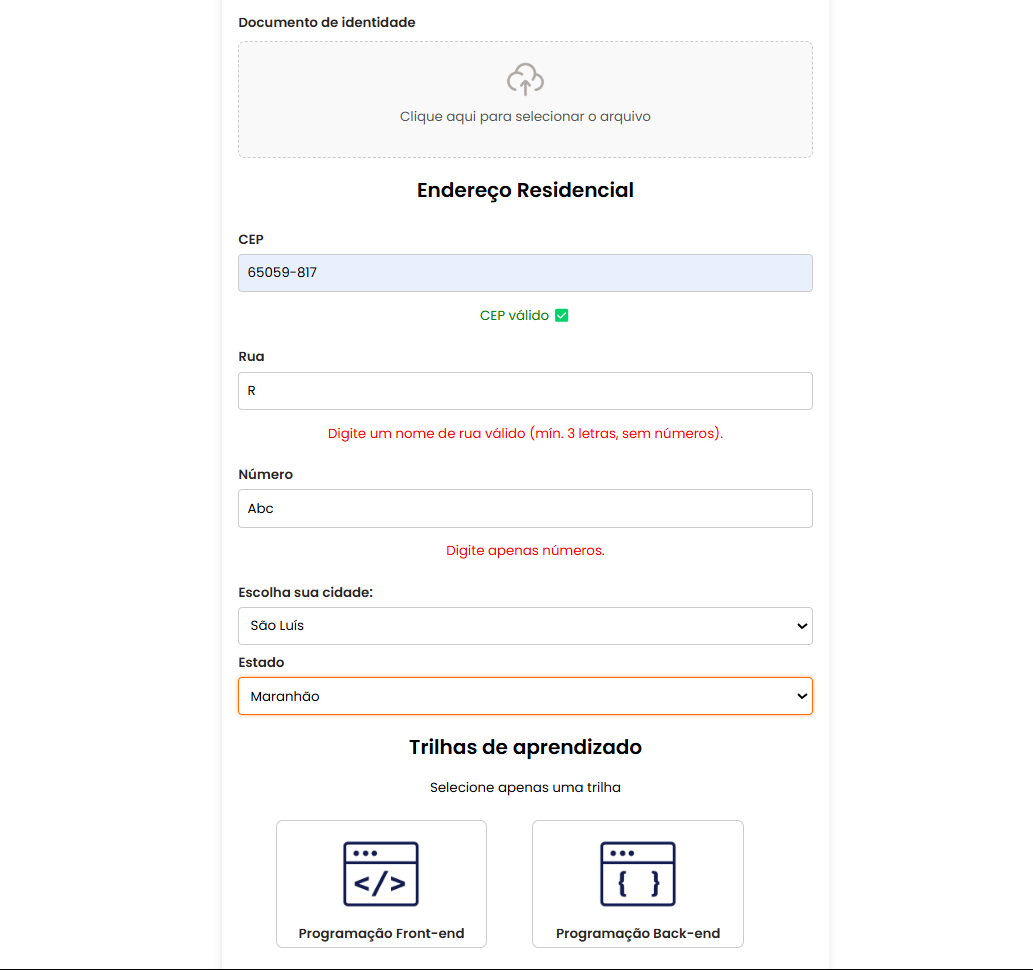 Documento de identidade
Clique aqui para selecionar o arquivo
Endereço Residencial
CEP
65059-817
CEP válido ✅
Rua
R
Digite um nome de rua válido (mín. 3 letras, sem números).
Número
Abc
Digite apenas números.
Escolha sua cidade:
São Luís
Estado
Maranhão
Trilhas de aprendizado
Selecione apenas uma trilha
</>
{ }
Programação Front-end
Programação Back-end